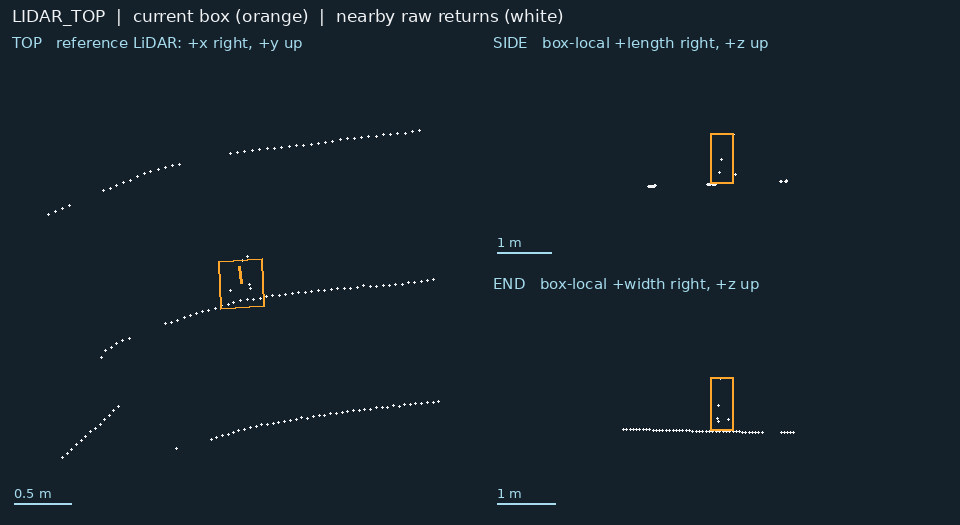 LIDAR_TOP | current box (orange) | nearby raw returns (white)
TOP reference LiDAR: +x right, +y up
SIDE box-local +length right, +z up
1 m
END box-local +width right, +z up
0.5 m
1 m